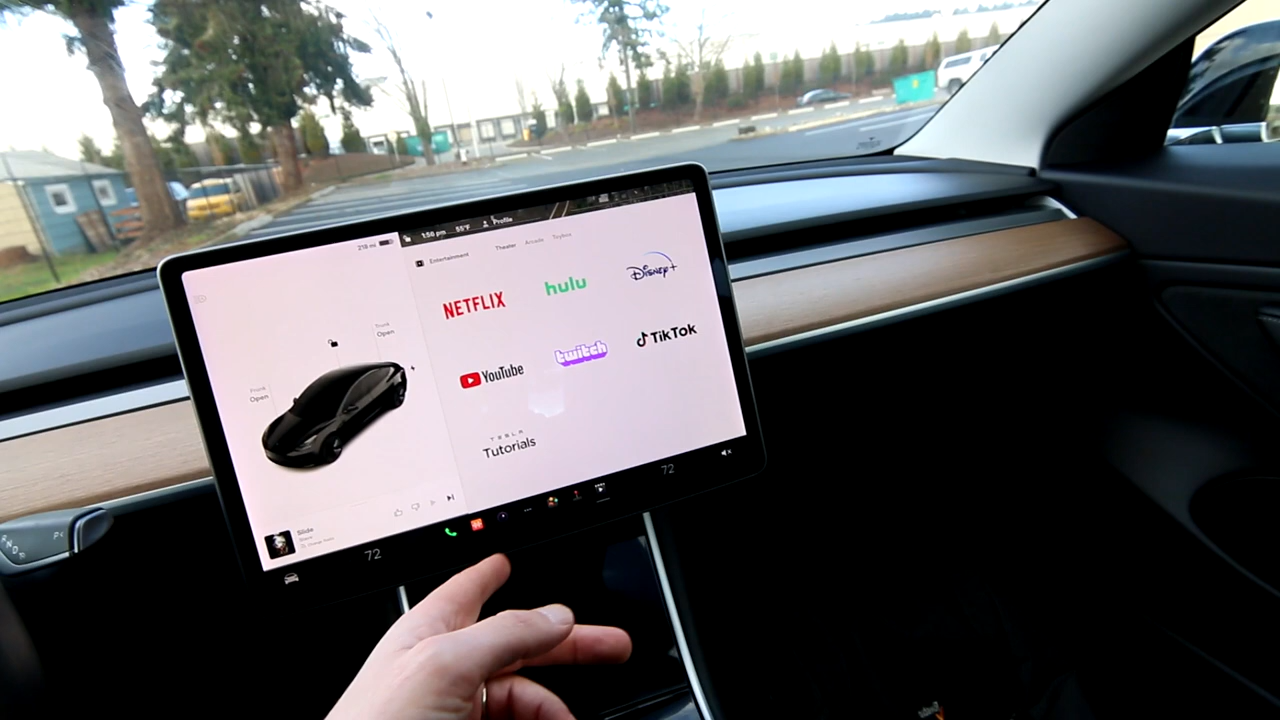 219 mi
1:50 pm 55°F Profile
Entertainment Theater Arcade Toybox
NETFLIX hulu Disney+
YouTube twitch TikTok
TESLA
Tutorials
Trunk
Open
Frunk
Open
Slide
72
72
P
R
N
D